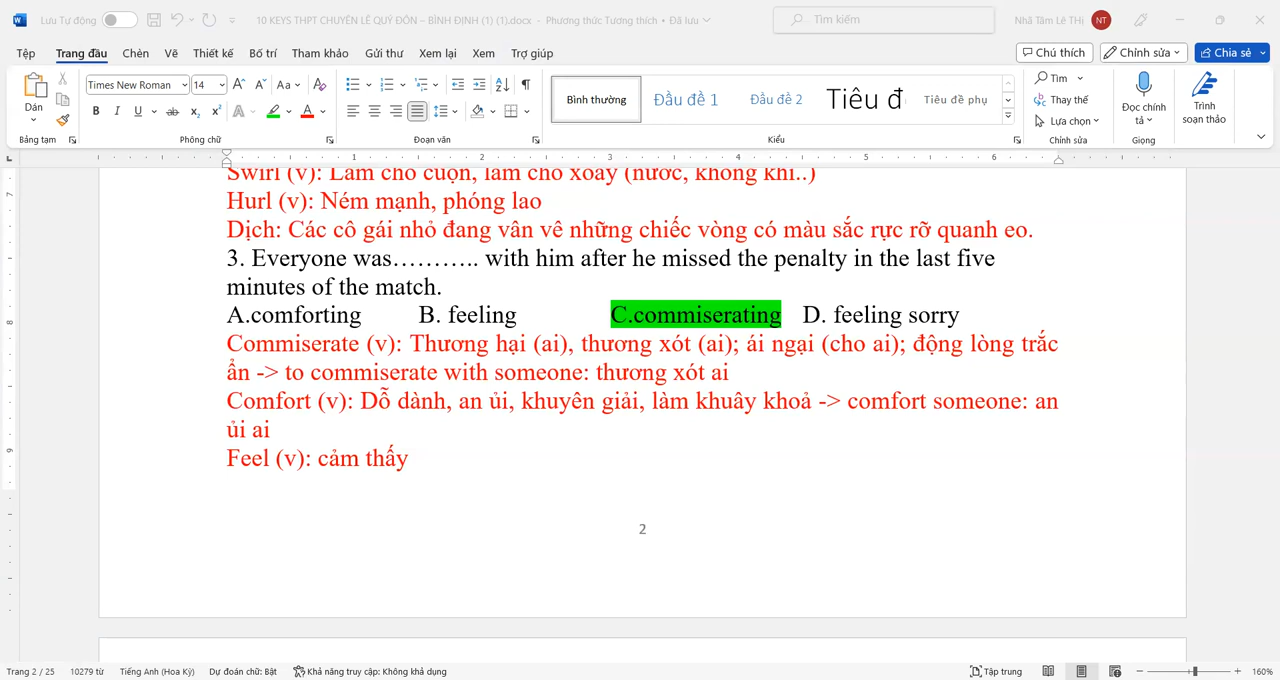 Lưu Tự động
10 KEYS THPT CHUYÊN LÊ QUÝ ĐÔN – BÌNH ĐỊNH (1) (1).docx - Phương thức Tương thích • Đã lưu
Tìm kiếm
Nhã Tâm Lê THị
NT
Tệp Trang đầu Chèn Vẽ Thiết kế Bố trí Tham khảo Gửi thư Xem lại Xem Trợ giúp
Chú thích
Chỉnh sửa
Chia sẻ
Dán
Times New Roman
14
Bình thường
Đầu đề 1
Đầu đề 2
Tiêu đ
Tiêu đề phụ
Tìm
Thay thế
Lựa chọn
Đọc chính tả
Trình soạn thảo
Bảng tạm
Phông chữ
Đoạn văn
Kiểu
Chỉnh sửa
Giọng
1 2 3 4 5 6
7
8
9
Swirl (v): Làm cho cuộn, làm cho xoáy (nước, không khí..)
Hurl (v): Ném mạnh, phóng lao
Dịch: Các cô gái nhỏ đang vân vê những chiếc vòng có màu sắc rực rỡ quanh eo.
3. Everyone was……….. with him after he missed the penalty in the last five
minutes of the match.
A.comforting B. feeling C.commiserating D. feeling sorry
Commiserate (v): Thương hại (ai), thương xót (ai); ái ngại (cho ai); động lòng trắc
ẩn -> to commiserate with someone: thương xót ai
Comfort (v): Dỗ dành, an ủi, khuyên giải, làm khuây khoả -> comfort someone: an
ủi ai
Feel (v): cảm thấy
2
Trang 2 / 25
10279 từ
Tiếng Anh (Hoa Kỳ)
Dự đoán chữ: Bật
Khả năng truy cập: Không khả dụng
Tập trung
160%